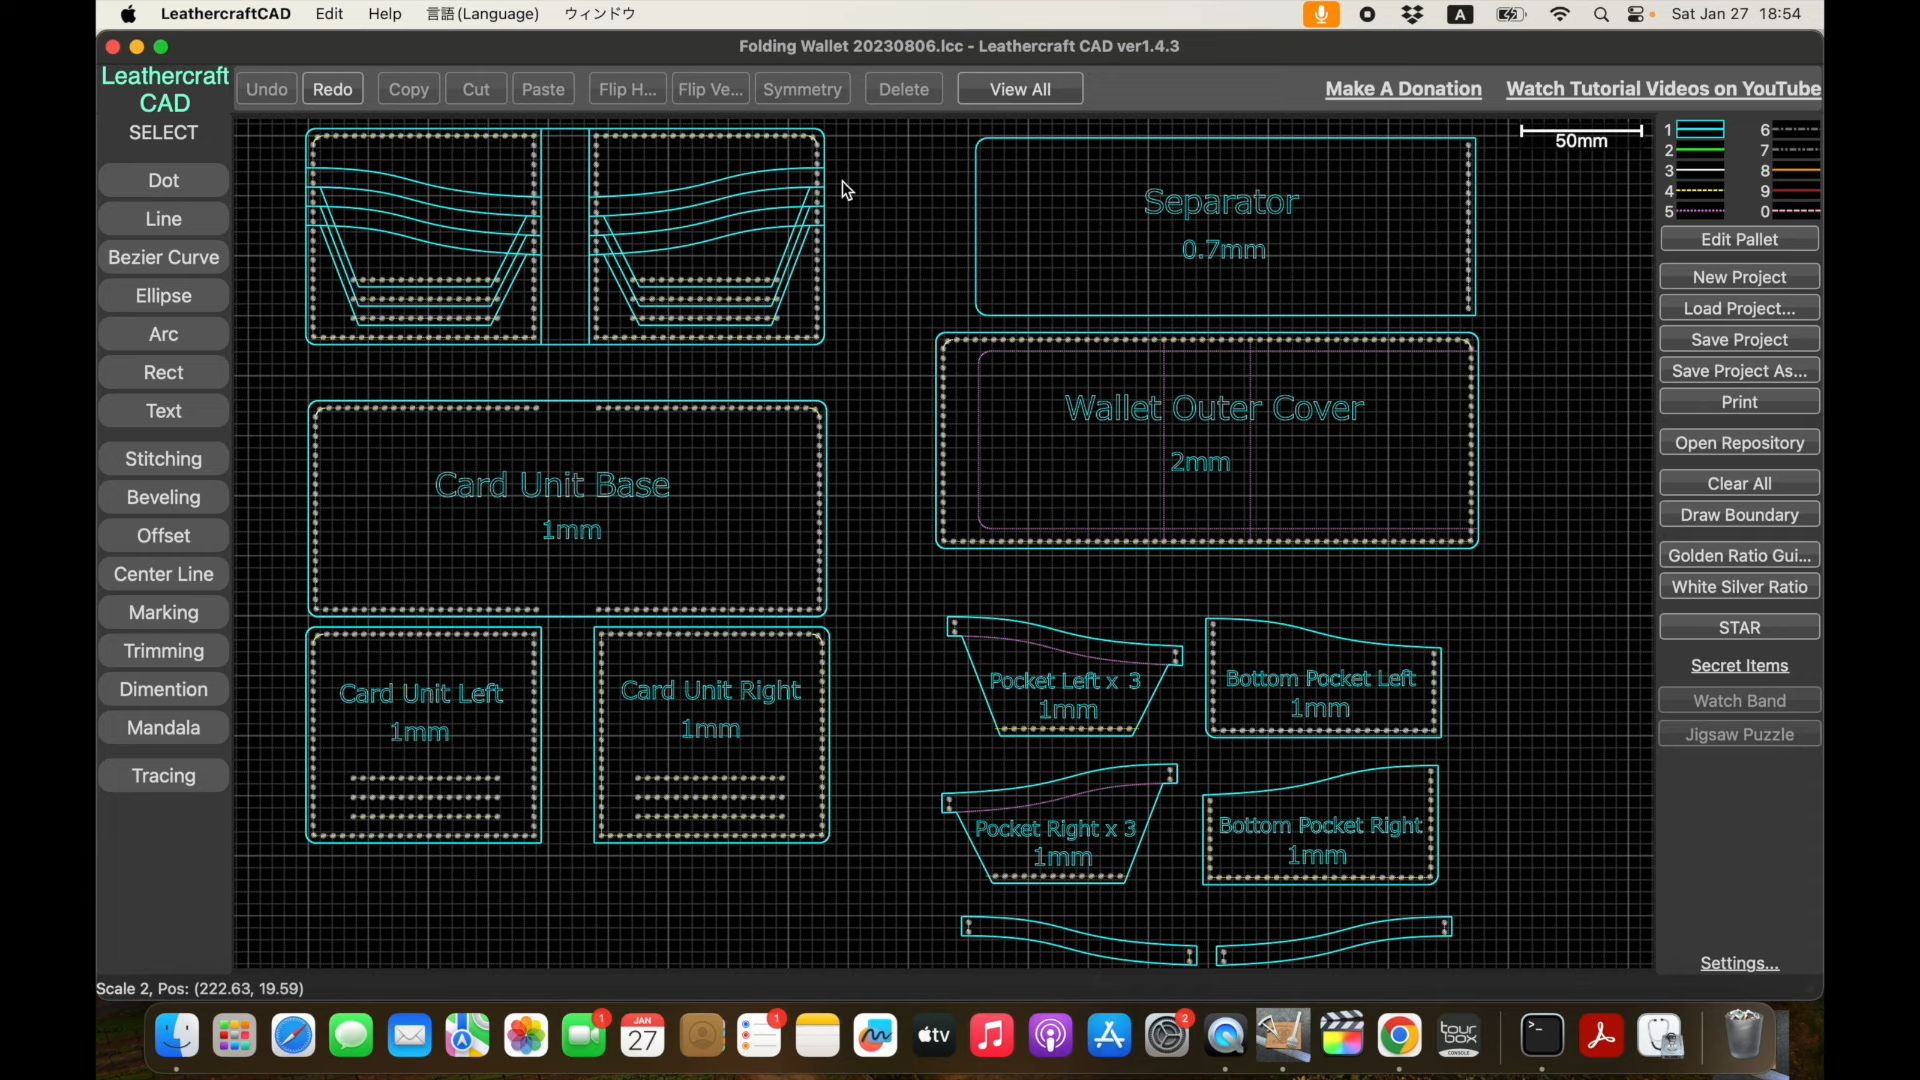 LeathercraftCAD Edit Help 言語(Language) ウィンドウ
A Sat Jan 27 18:54
Folding Wallet 20230806.lcc - Leathercraft CAD ver1.4.3
Leathercraft
CAD
SELECT
Undo Redo Copy Cut Paste Flip H... Flip Ve... Symmetry Delete View All
Make A Donation Watch Tutorial Videos on YouTube
Dot
Line
Bezier Curve
Ellipse
Arc
Rect
Text
Stitching
Beveling
Offset
Center Line
Marking
Trimming
Dimention
Mandala
Tracing
50mm
Separator
0.7mm
Wallet Outer Cover
2mm
Card Unit Base
1mm
Card Unit Left
1mm
Card Unit Right
1mm
Pocket Left x 3
1mm
Bottom Pocket Left
1mm
Pocket Right x 3
1mm
Bottom Pocket Right
1mm
1 6
2 7
3 8
4 9
5 0
Edit Pallet
New Project
Load Project...
Save Project
Save Project As...
Print
Open Repository
Clear All
Draw Boundary
Golden Ratio Gui...
White Silver Ratio
STAR
Secret Items
Watch Band
Jigsaw Puzzle
Settings...
Scale 2, Pos: (222.63, 19.59)
1
JAN
27
1
tv
2
tour
box
CONSOLE